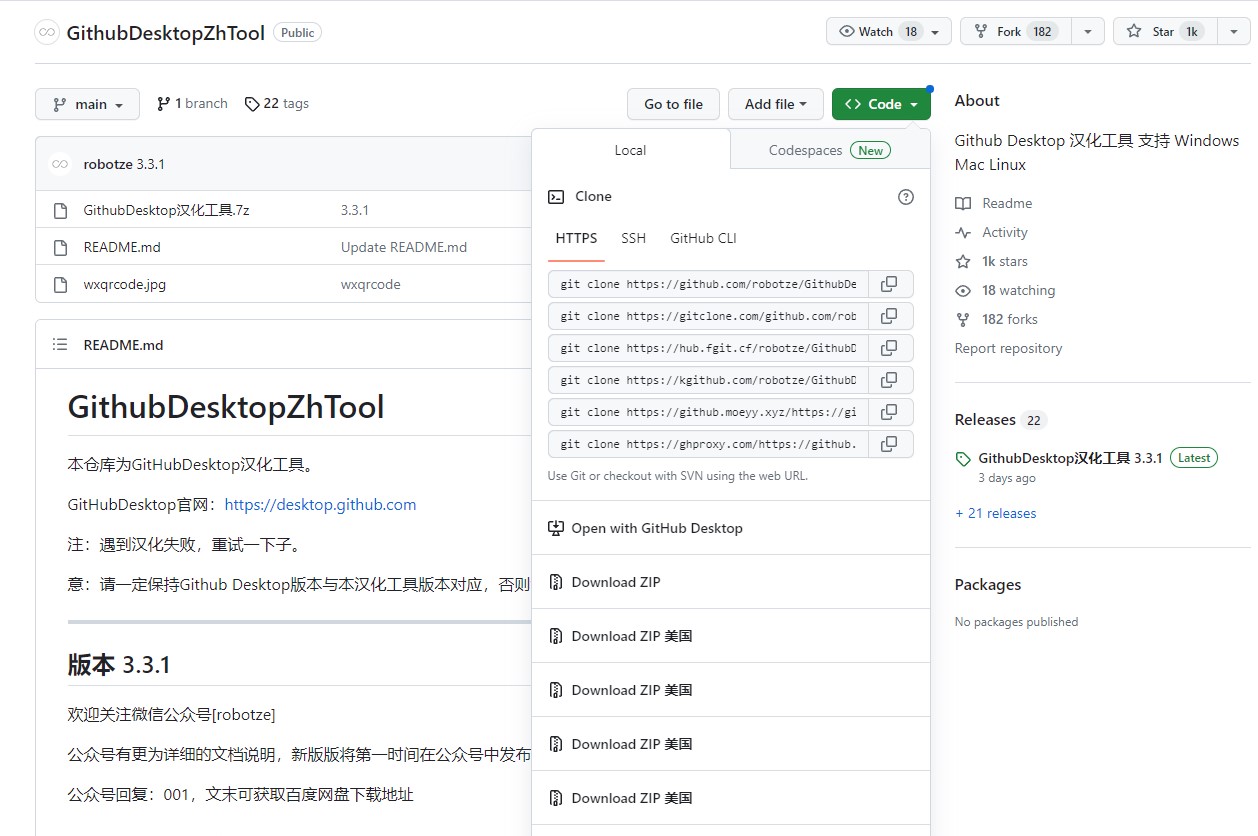 GithubDesktopZhTool Public
Watch 18
Fork 182
Star 1k
main
1 branch
22 tags
Go to file
Add file
Code
robotze 3.3.1
GithubDesktop汉化工具.7z 3.3.1
README.md Update README.md
wxqrcode.jpg wxqrcode
README.md
GithubDesktopZhTool
本仓库为GitHubDesktop汉化工具。
GitHubDesktop官网：https://desktop.github.com
注：遇到汉化失败，重试一下子。
意：请一定保持Github Desktop版本与本汉化工具版本对应，否则
版本 3.3.1
欢迎关注微信公众号[robotze]
公众号有更为详细的文档说明，新版版将第一时间在公众号中发布
公众号回复：001，文末可获取百度网盘下载地址
Local
Codespaces New
Clone
HTTPS SSH GitHub CLI
git clone https://github.com/robotze/GithubDe
git clone https://gitclone.com/github.com/rob
git clone https://hub.fgit.cf/robotze/GithubD
git clone https://kgithub.com/robotze/GithubD
git clone https://github.moeyy.xyz/https://gi
git clone https://ghproxy.com/https://github.
Use Git or checkout with SVN using the web URL.
Open with GitHub Desktop
Download ZIP
Download ZIP 美国
Download ZIP 美国
Download ZIP 美国
Download ZIP 美国
About
Github Desktop 汉化工具 支持 Windows
Mac Linux
Readme
Activity
1k stars
18 watching
182 forks
Report repository
Releases 22
GithubDesktop汉化工具 3.3.1 Latest
3 days ago
+ 21 releases
Packages
No packages published